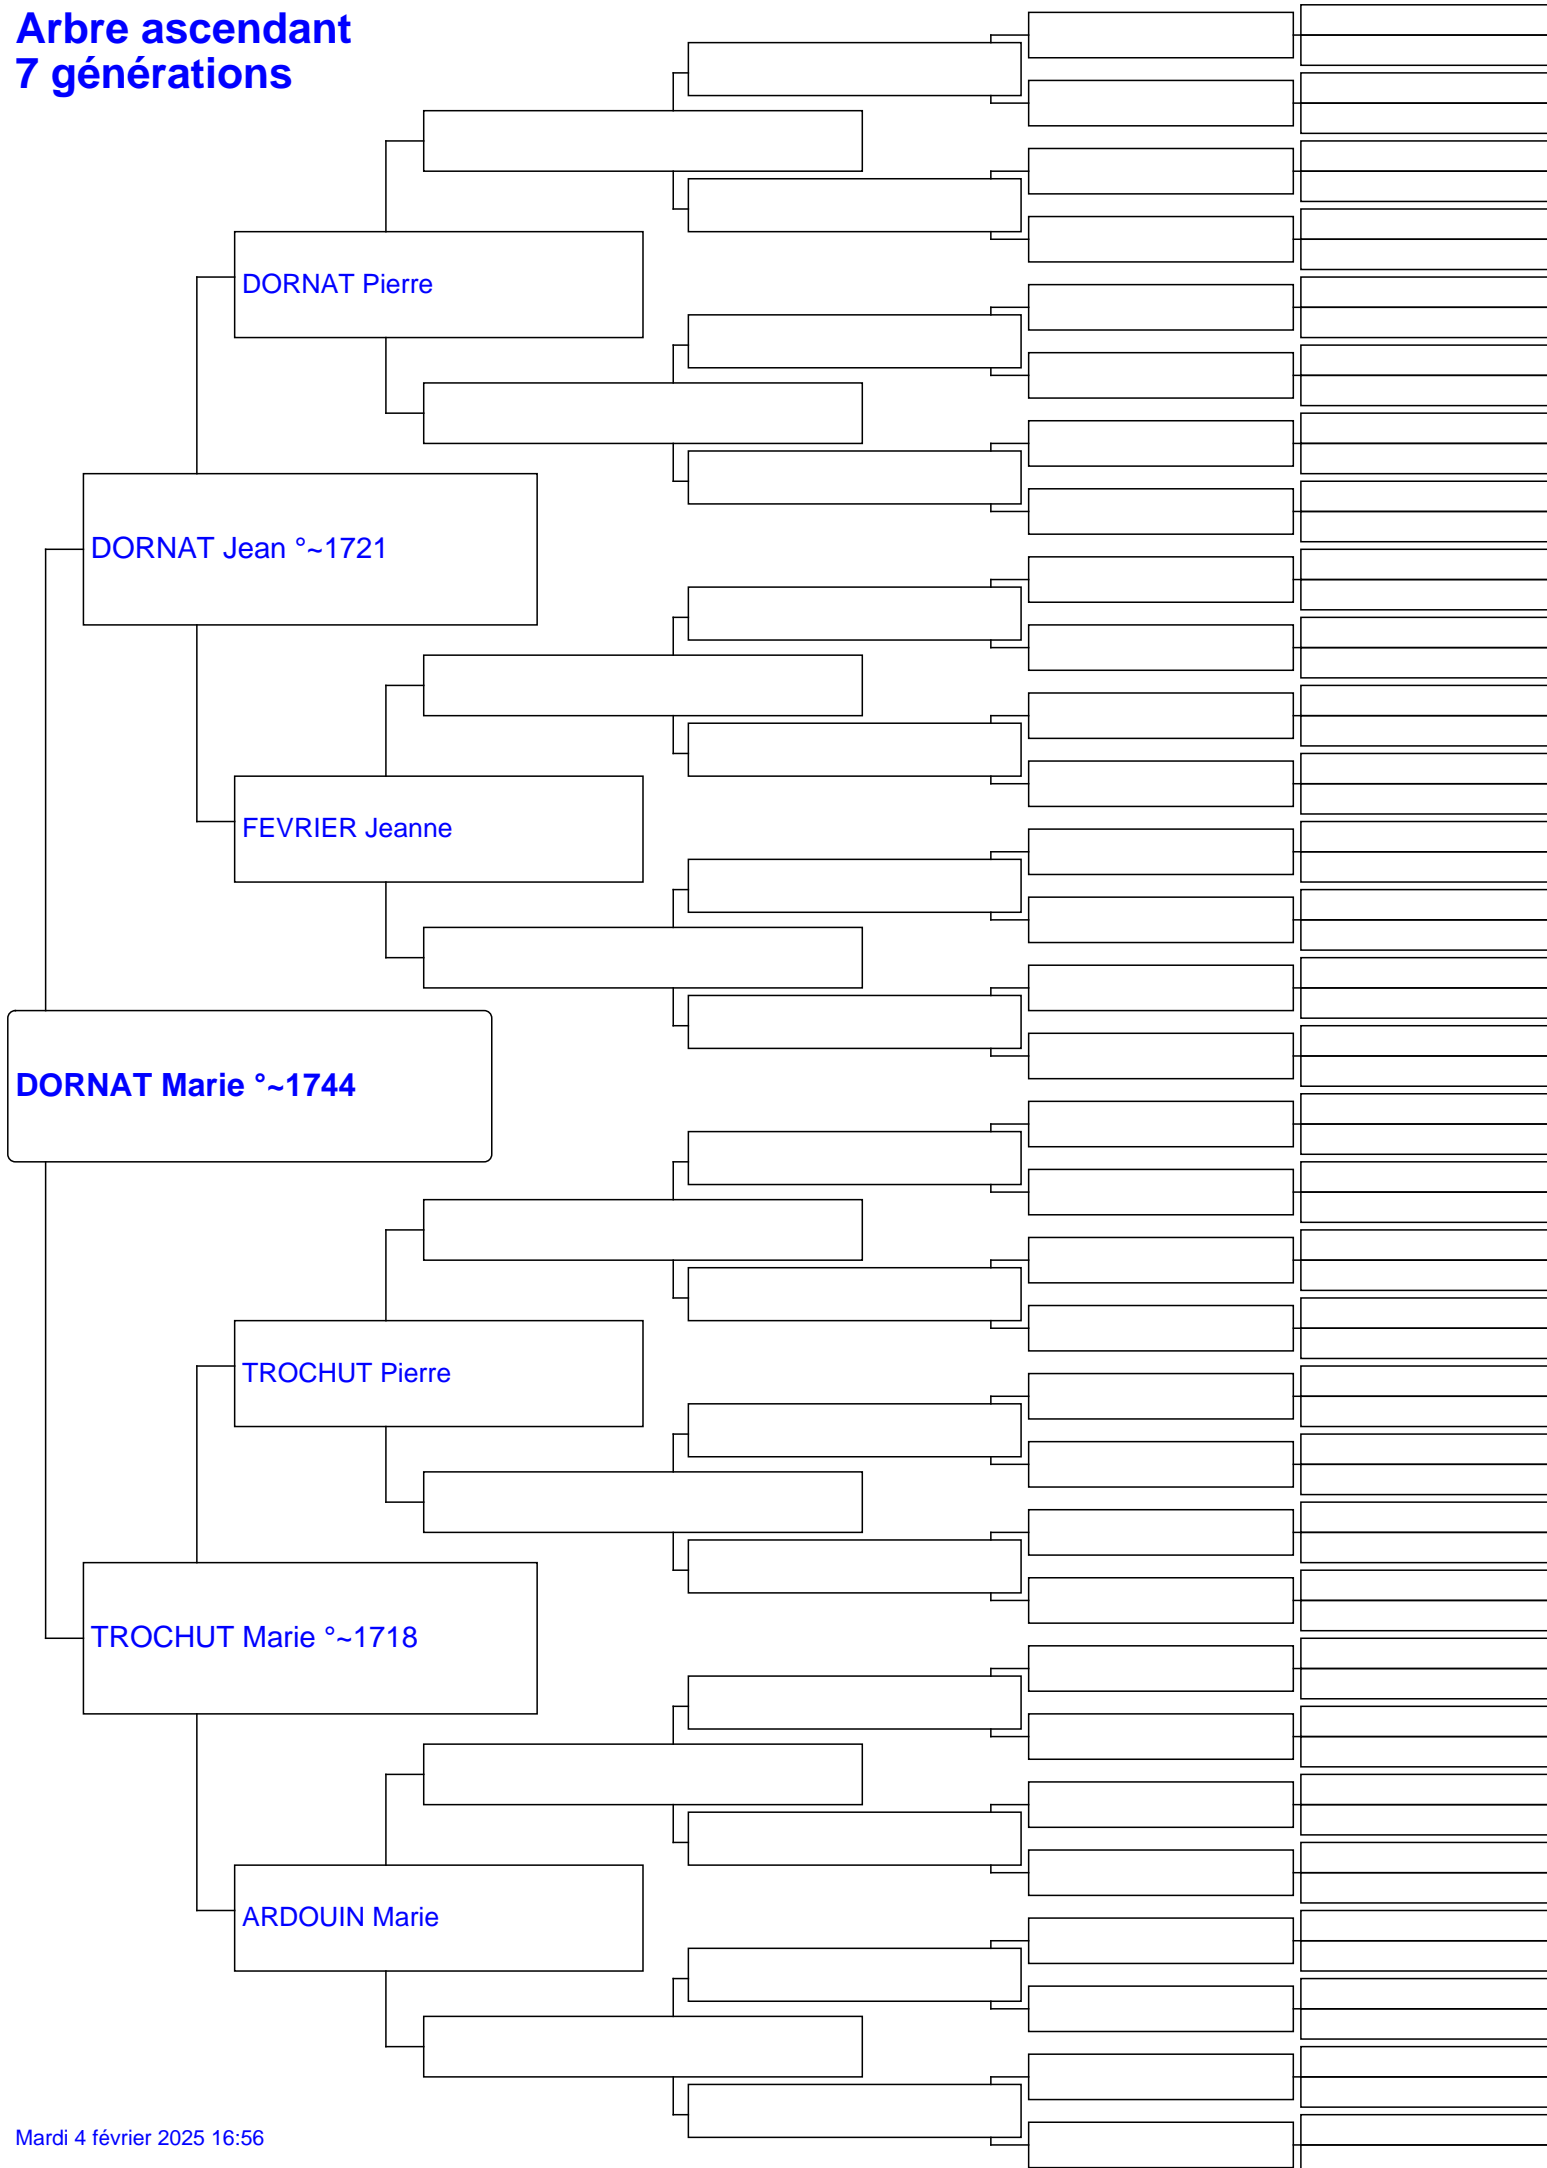 Arbre ascendant
7 générations
DORNAT Pierre
DORNAT Jean °~1721
FEVRIER Jeanne
DORNAT Marie °~1744
TROCHUT Pierre
TROCHUT Marie °~1718
ARDOUIN Marie
Mardi 4 février 2025 16:56